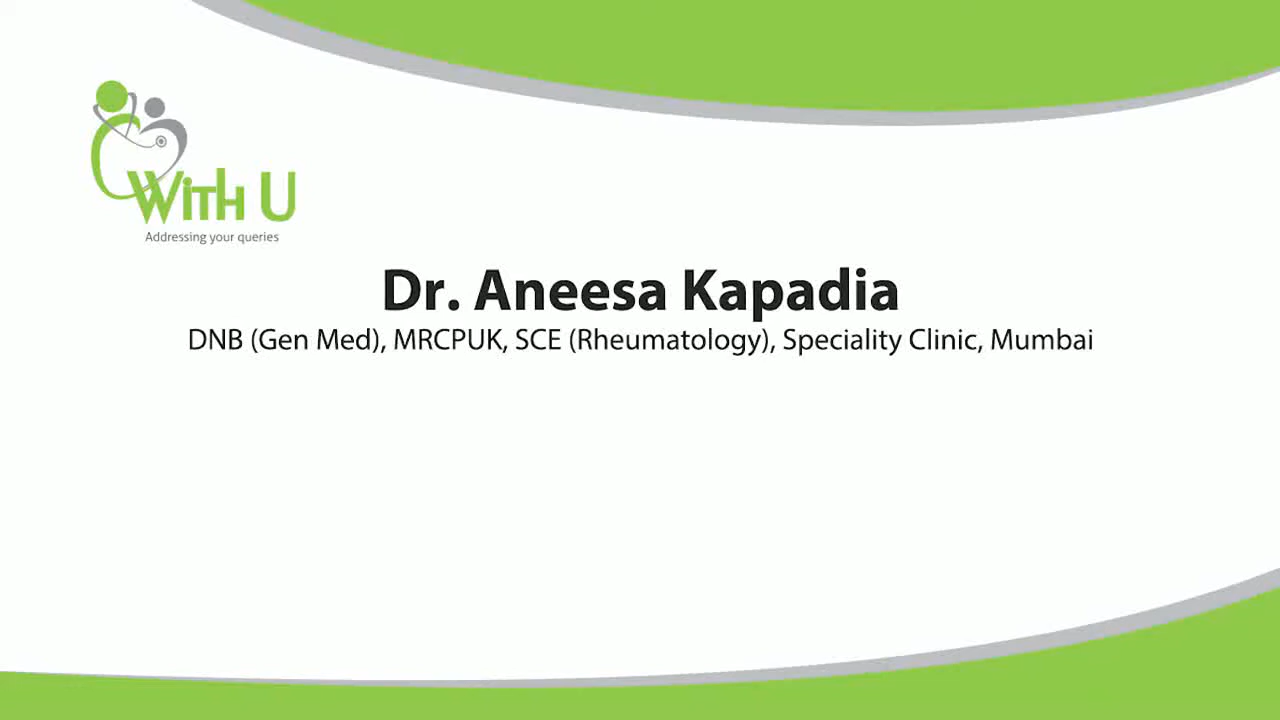 WITH U
Addressing your queries
Dr. Aneesa Kapadia
DNB (Gen Med), MRCPUK, SCE (Rheumatology), Speciality Clinic, Mumbai